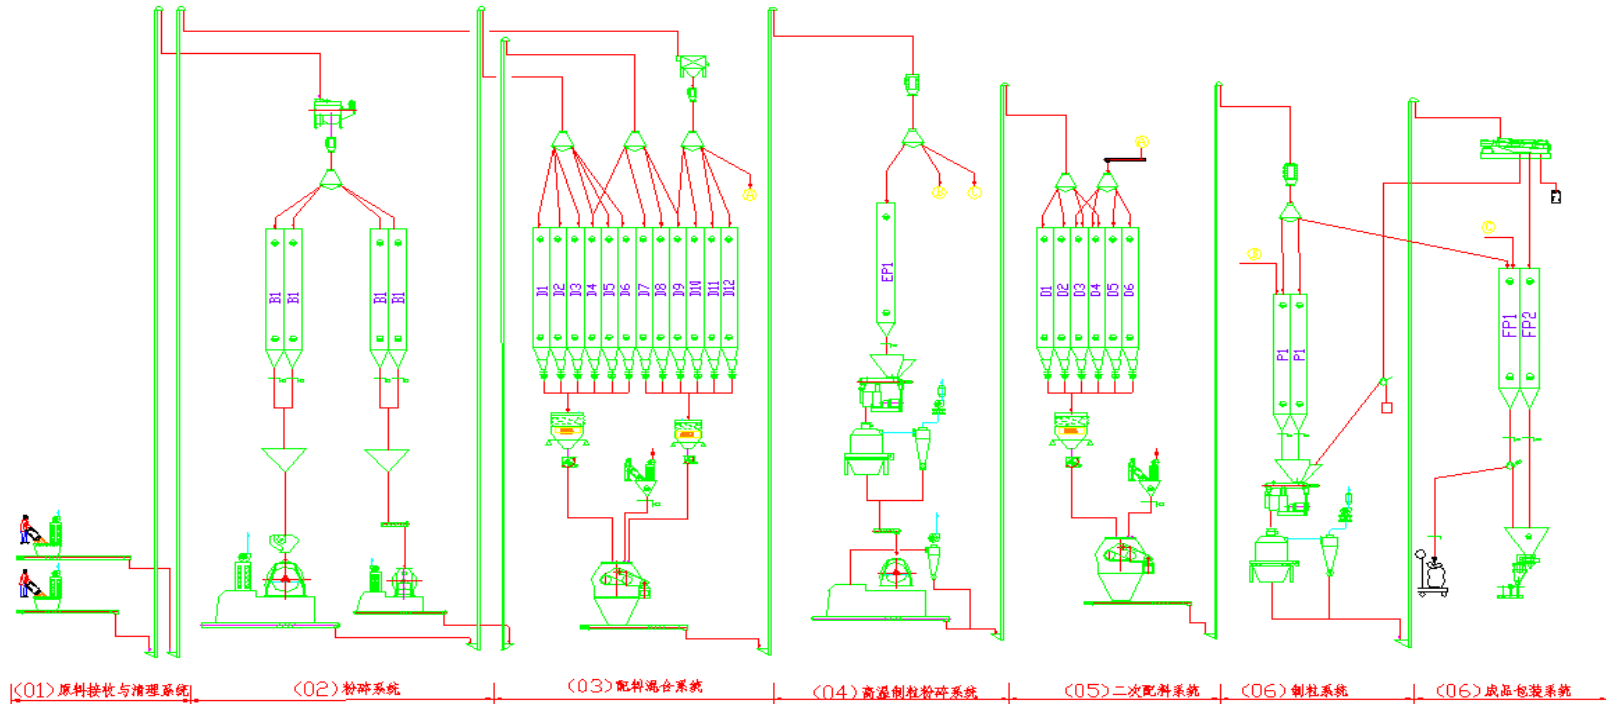 B1 B1 B1 B1
D1 D2 D3 D4 D5 D6 D7 D8 D9 D10 D11 D12
EP1
D1 D2 D3 D4 D5 D6
P1 P1
FP1 FP2
(01)原料接收与清理系统
(02)粉碎系统
(03)配料混合系统
(04)高温制粒粉碎系统
(05)二次配料系统
(06)制粒系统
(06)成品包装系统